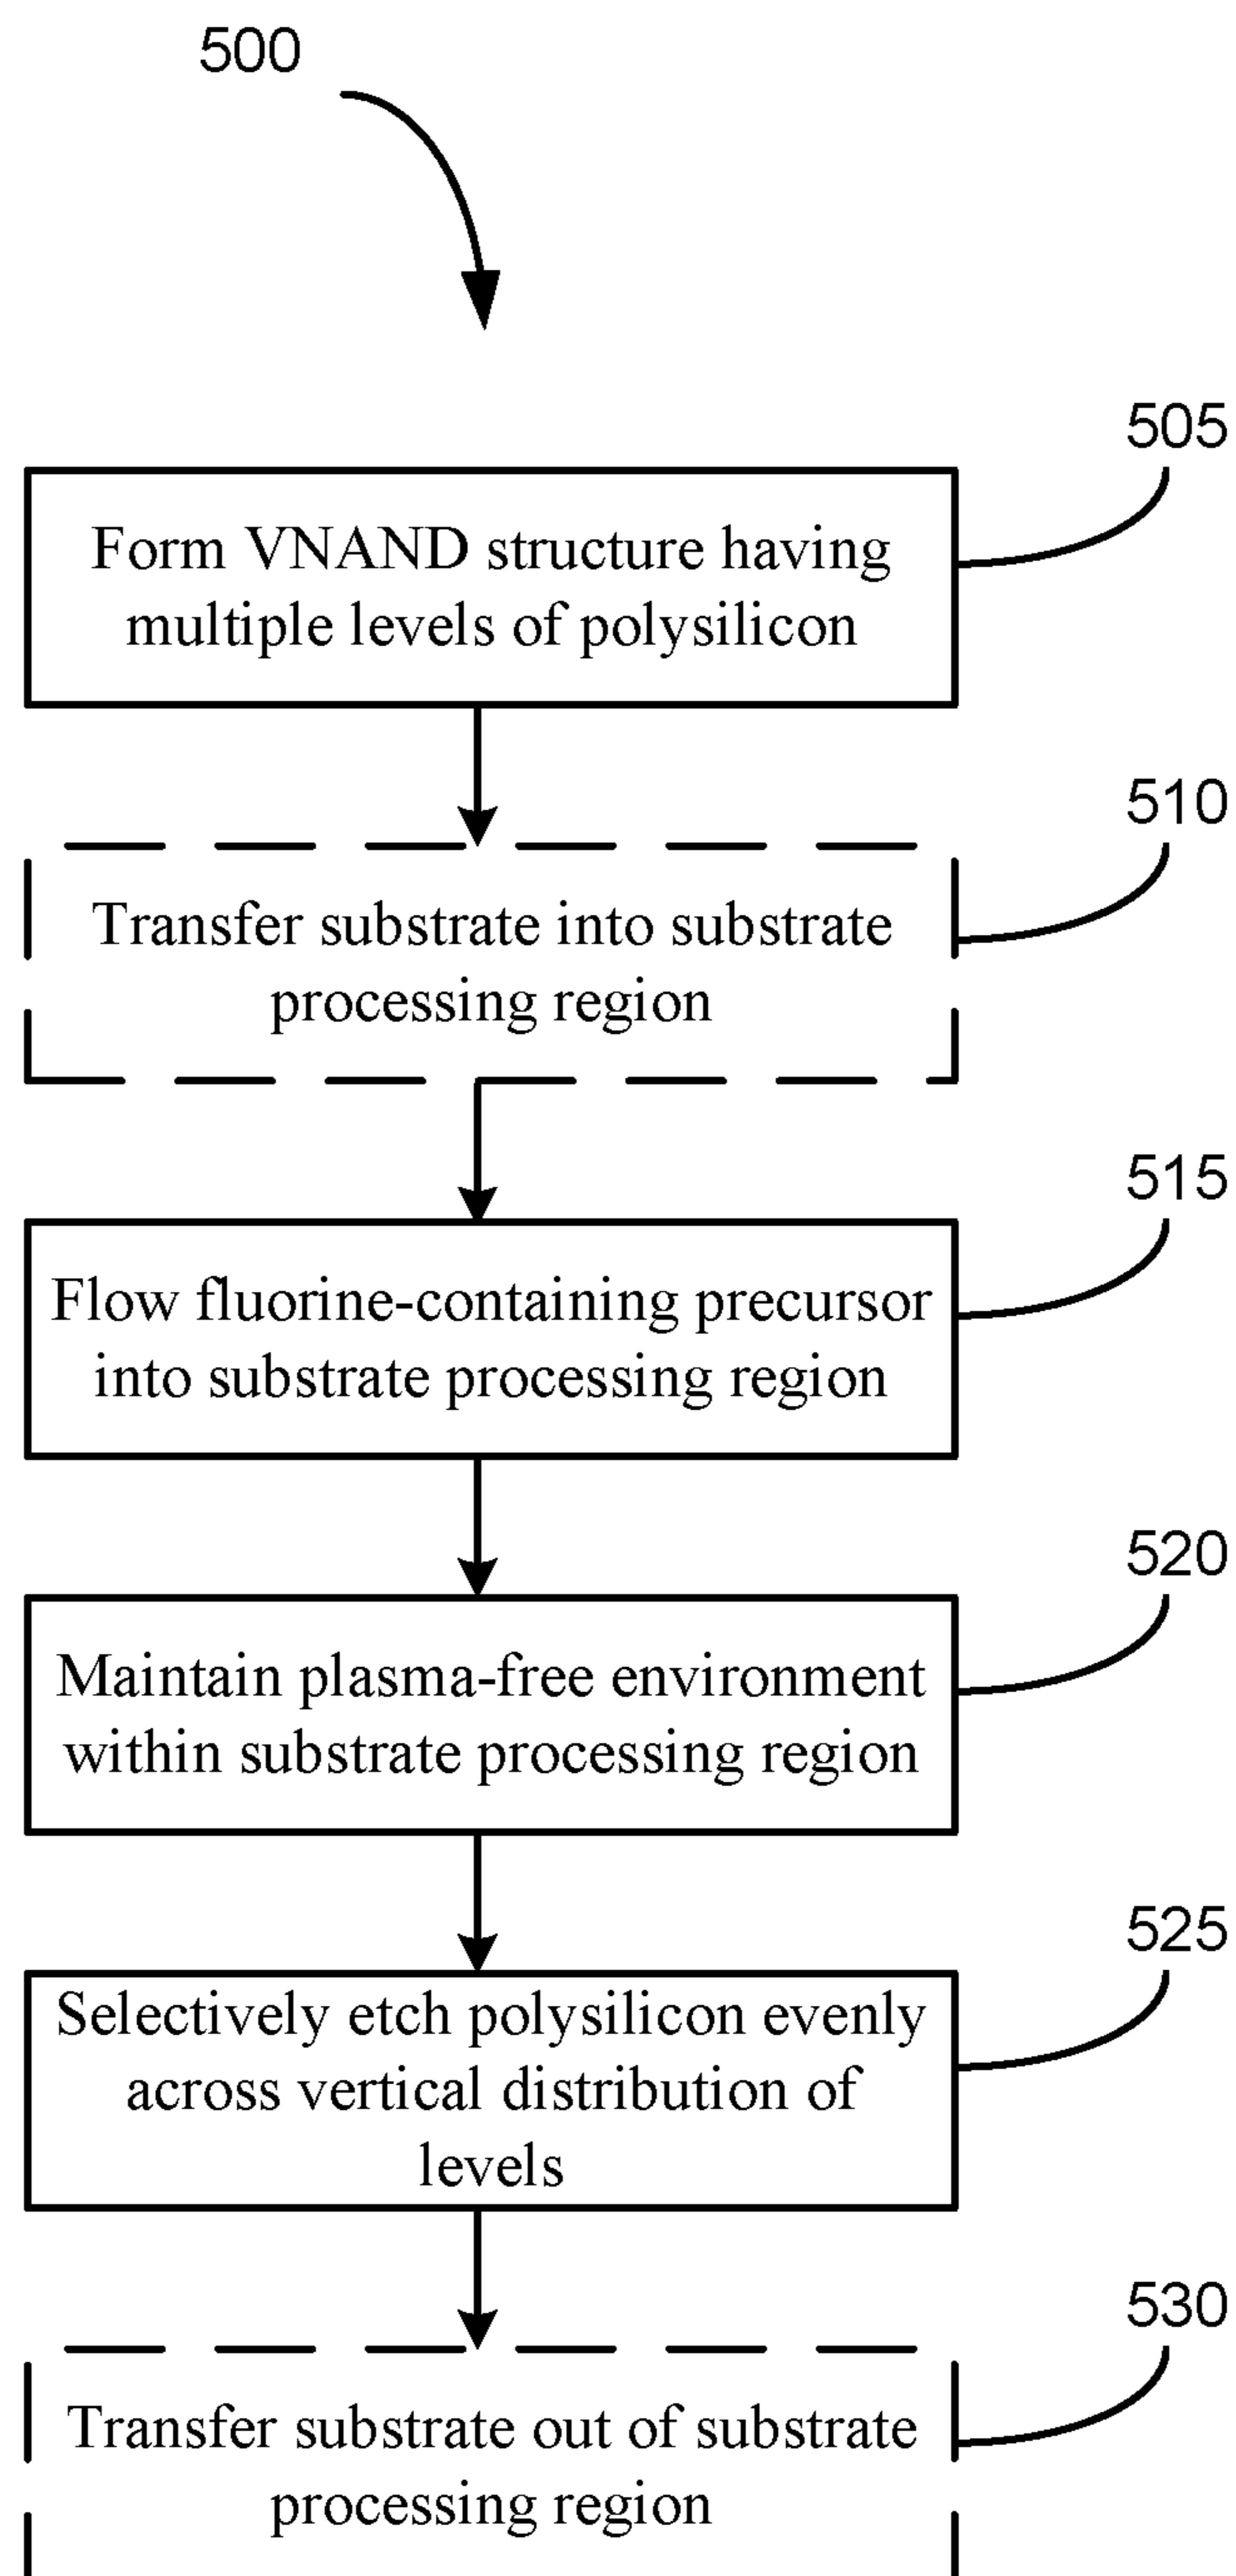 500
505
Form VNAND structure having
multiple levels of polysilicon
510
Transfer substrate into substrate
processing region
515
Flow fluorine-containing precursor
into substrate processing region
520
Maintain plasma-free environment
within substrate processing region
525
Selectively etch polysilicon evenly
across vertical distribution of
levels
530
Transfer substrate out of substrate
processing region